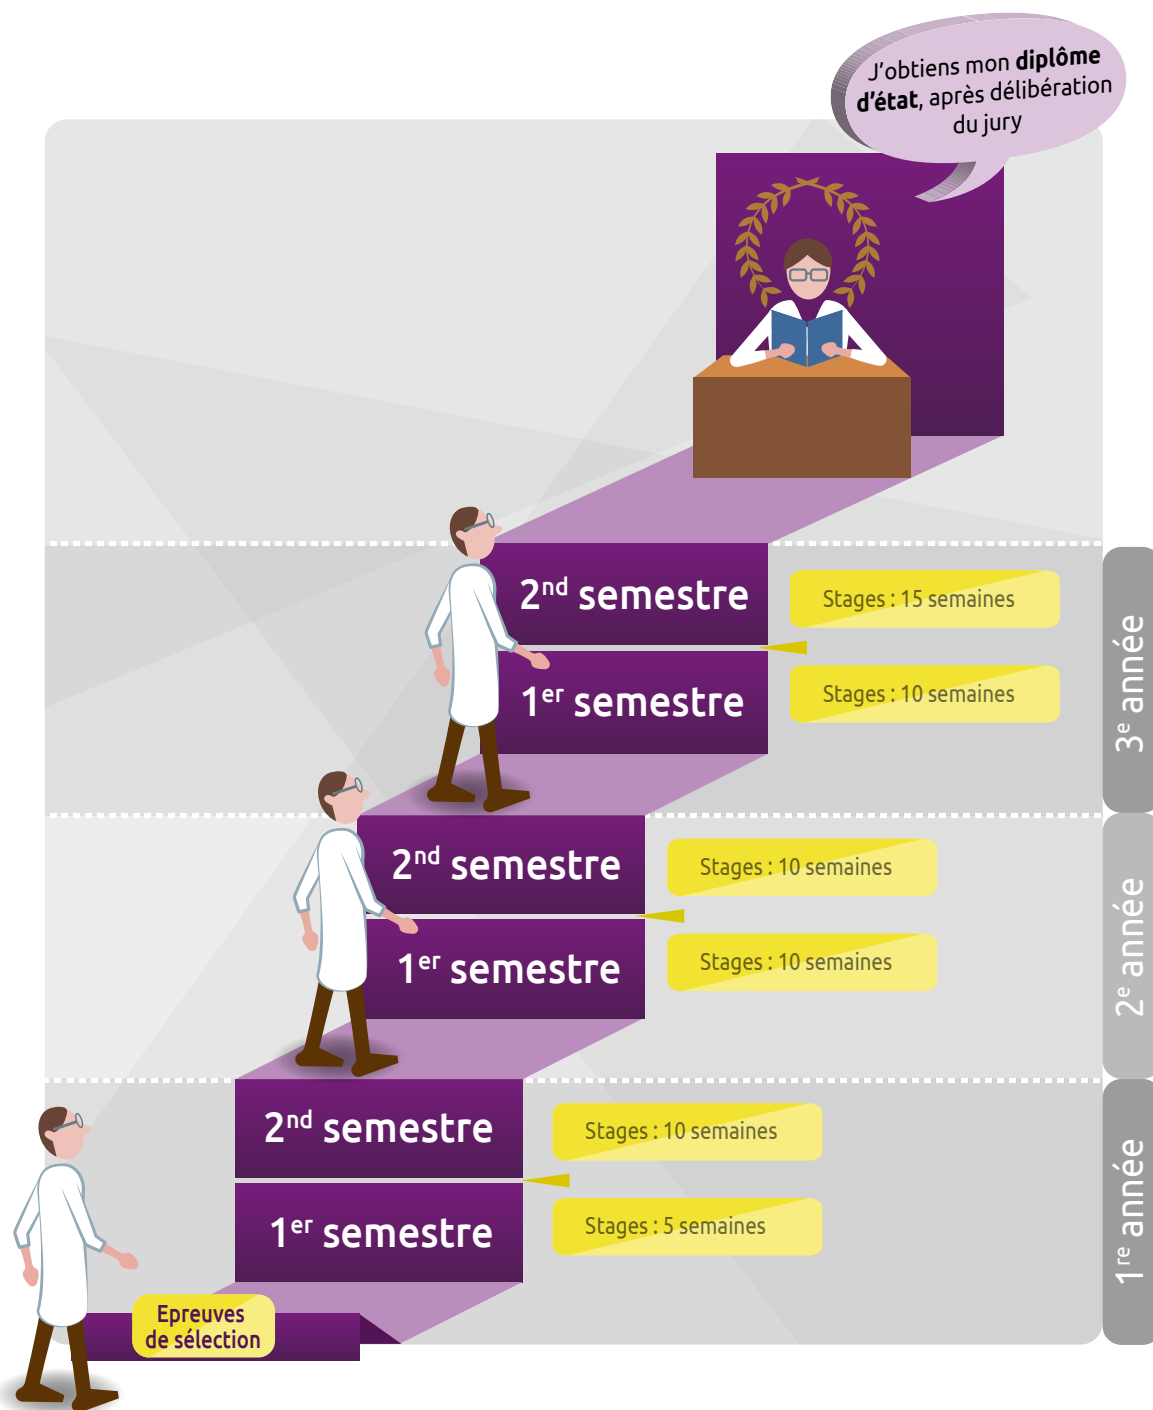 J'obtiens mon diplôme
d'état, après délibération
du jury
2nd semestre
Stages : 15 semaines
1er semestre
Stages : 10 semaines
3e année
2nd semestre
Stages : 10 semaines
1er semestre
Stages : 10 semaines
2e année
2nd semestre
Stages : 10 semaines
1er semestre
Stages : 5 semaines
1re année
Epreuves
de sélection